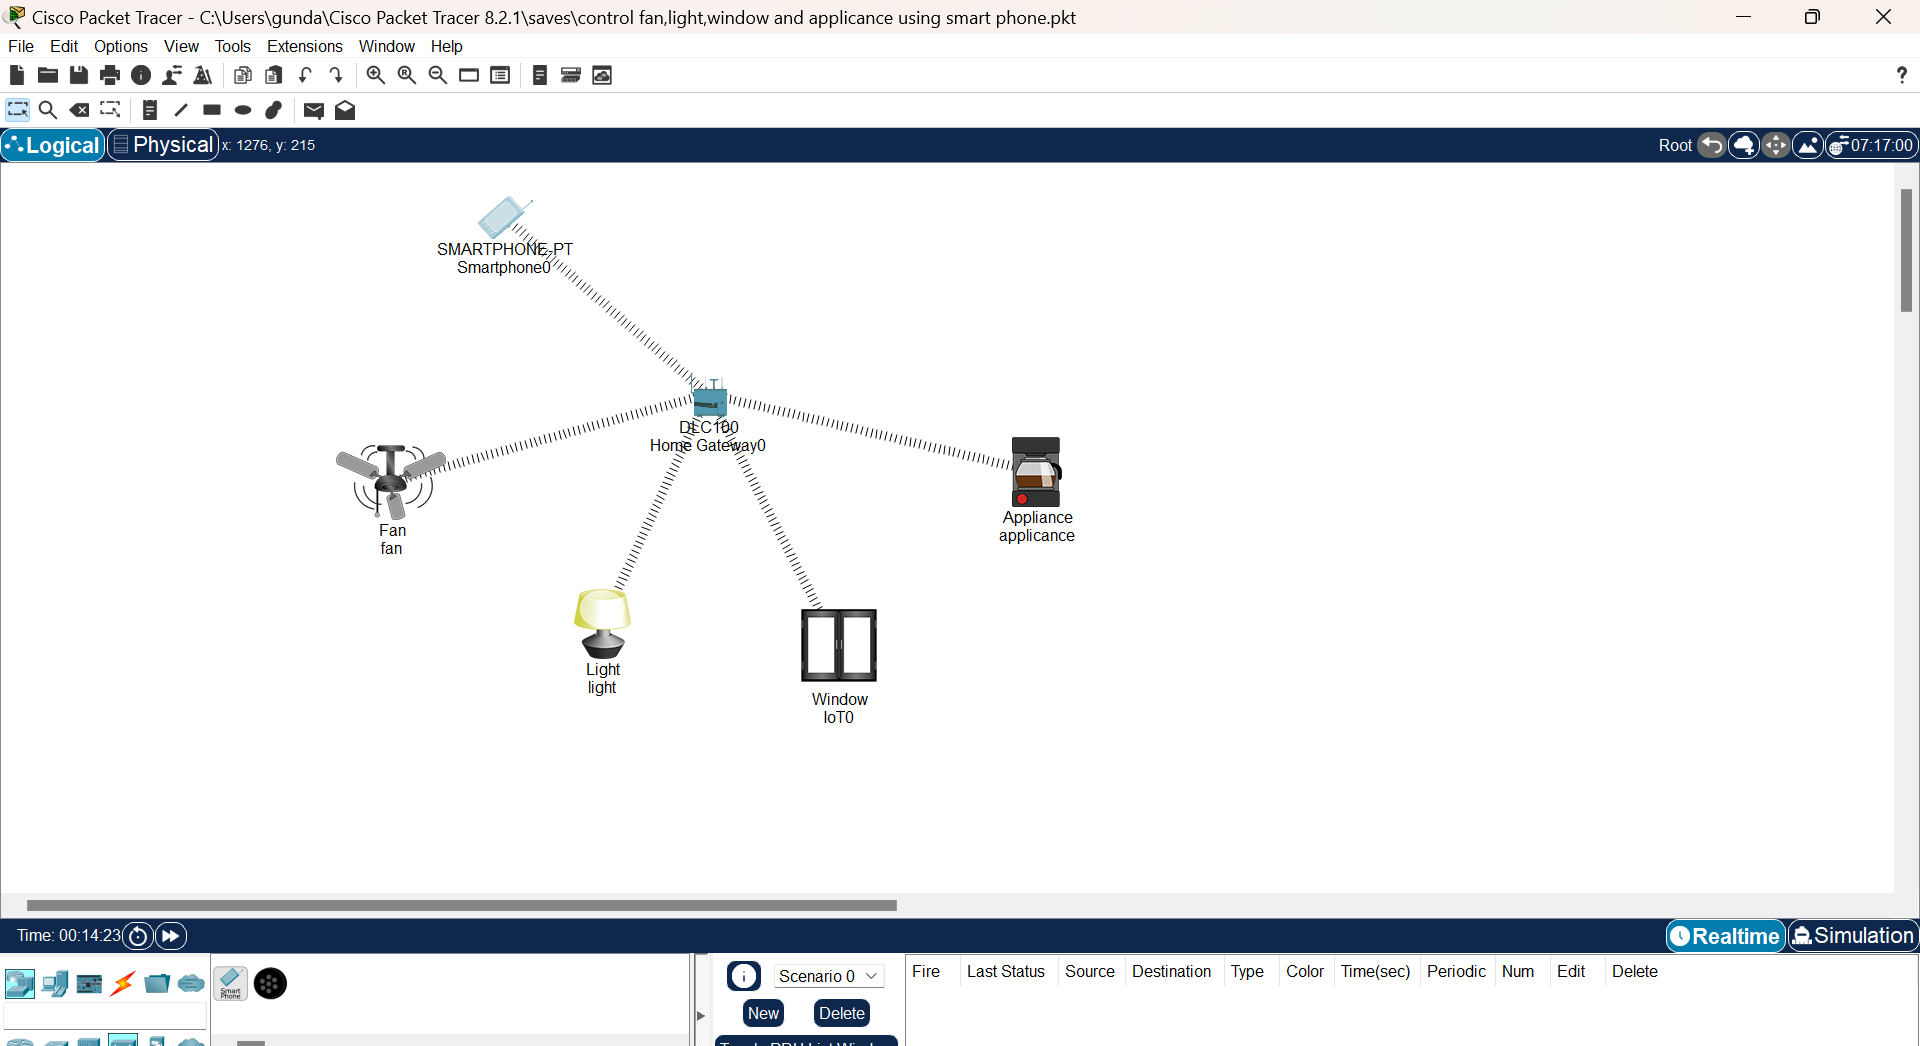 Cisco Packet Tracer - C:\Users\gunda\Cisco Packet Tracer 8.2.1\saves\control fan,light,window and applicance using smart phone.pkt
File Edit Options View Tools Extensions Window Help
?
Logical Physical x: 1276, y: 215 Root 07:17:00
SMARTPHONE-PT
Smartphone0
DLC100
Home Gateway0
Fan
fan
Appliance
applicance
Light
light
Window
IoT0
Time: 00:14:23 Realtime Simulation
Smart
Phone
Scenario 0
New Delete
Fire Last Status Source Destination Type Color Time(sec) Periodic Num Edit Delete